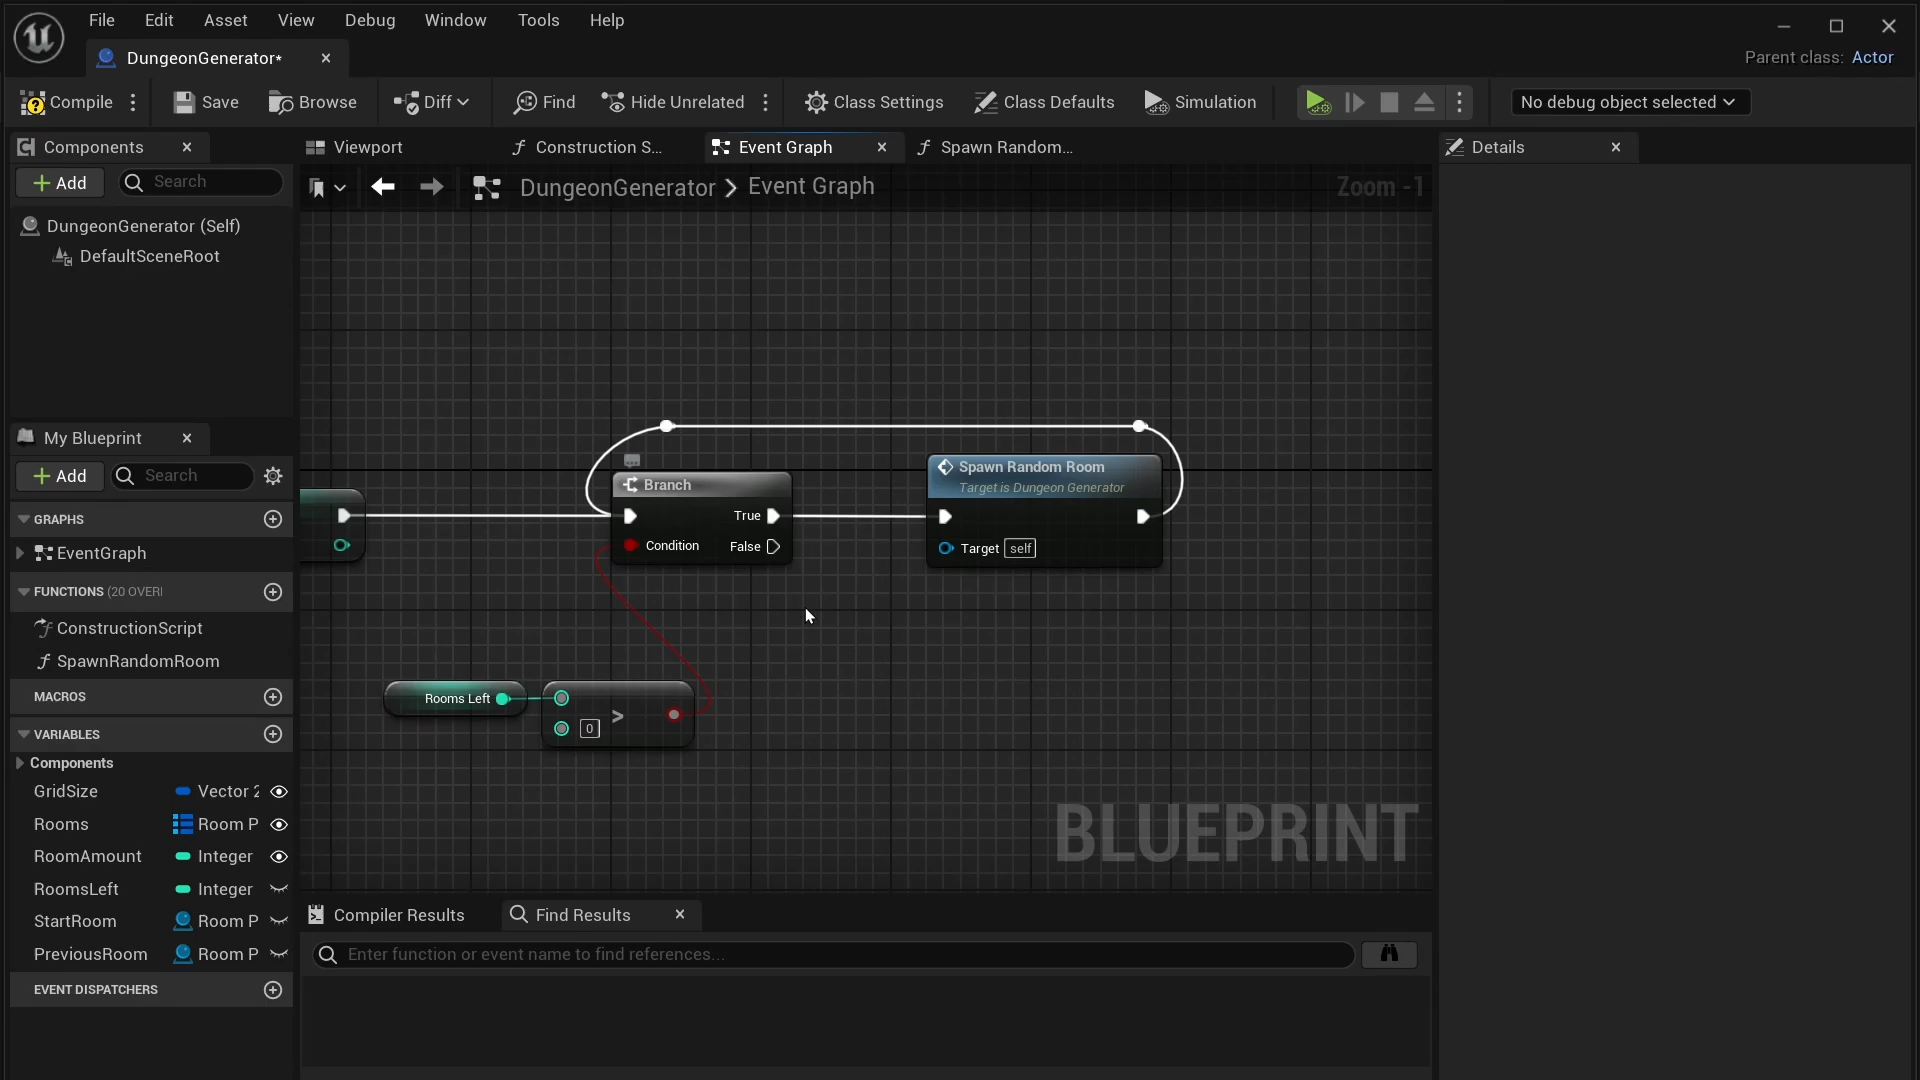 File Edit Asset View Debug Window Tools Help
DungeonGenerator*
Parent class: Actor
Compile Save Browse Diff Find Hide Unrelated Class Settings Class Defaults Simulation No debug object selected
Components Viewport Construction S... Event Graph Spawn Random... Details
Add Search
DungeonGenerator > Event Graph
Zoom -1
DungeonGenerator (Self)
DefaultSceneRoot
My Blueprint
Add Search
GRAPHS
EventGraph
FUNCTIONS (20 OVERI
ConstructionScript
SpawnRandomRoom
MACROS
VARIABLES
Components
GridSize Vector 2
Rooms Room P
RoomAmount Integer
RoomsLeft Integer
StartRoom Room P
PreviousRoom Room P
EVENT DISPATCHERS
Branch
True
Condition False
Spawn Random Room
Target is Dungeon Generator
Target self
Rooms Left
>
0
BLUEPRINT
Compiler Results Find Results
Enter function or event name to find references...